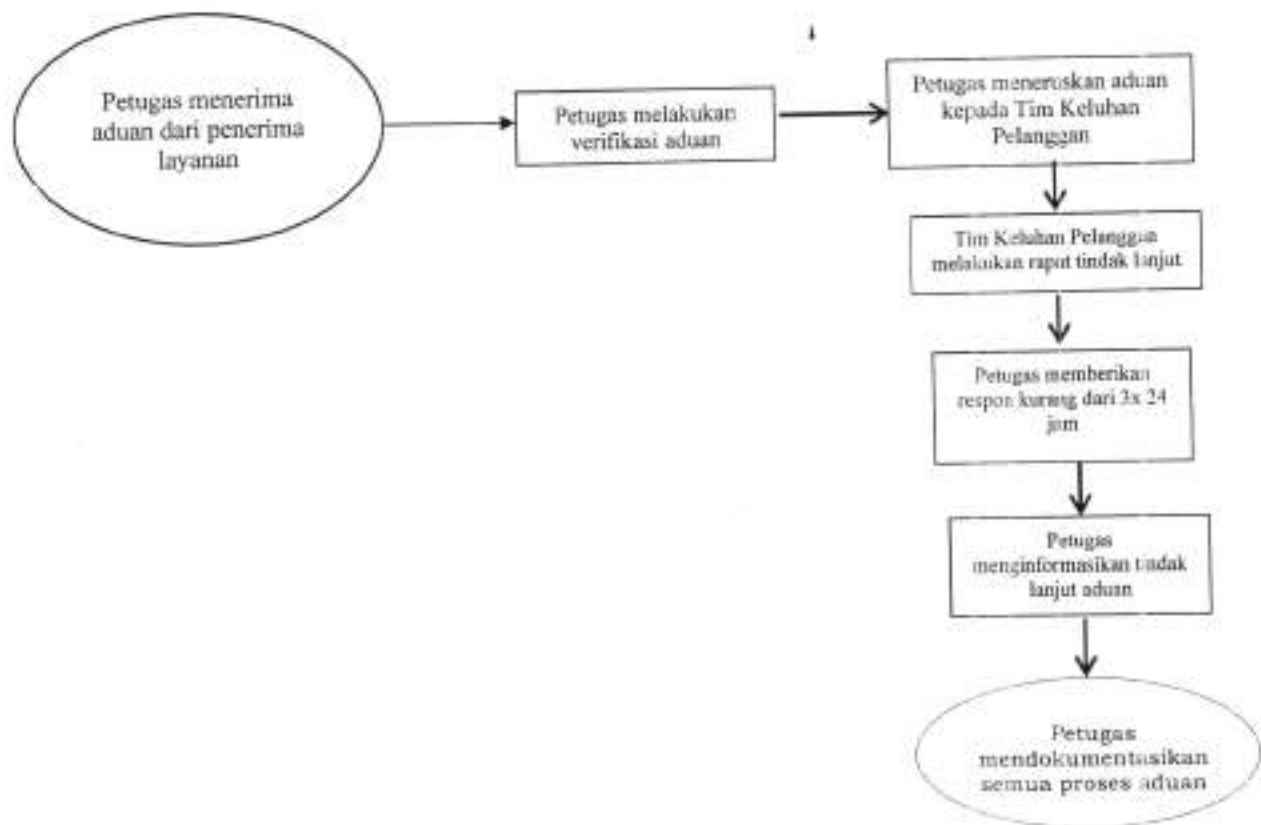 Petugas menerima
aduan dari penerima
layanan
Petugas melakukan
verifikasi aduan
Petugas meneruskan aduan
kepada Tim Keluhan
Pelanggan
Tim Keluhan Pelanggan
melakukan rapat tindak lanjut
Petugas memberikan
respon kurang dari 3x 24
jam
Petugas
menginformasikan tindak
lanjut aduan
Petugas
mendokumentasikan
semua proses aduan